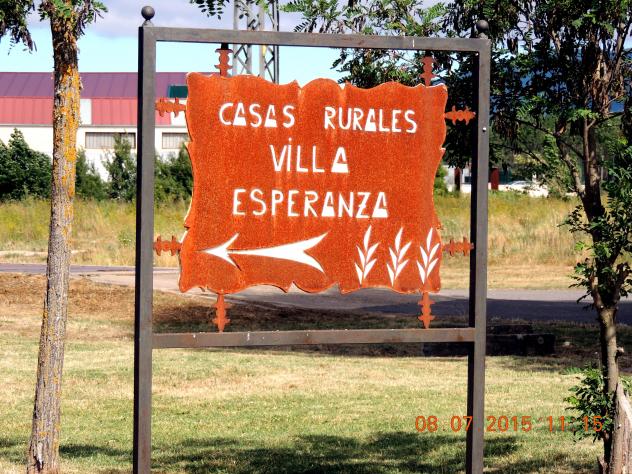 CASAS RURALES
VILLA
ESPERANZA
08.07.2015 11:15